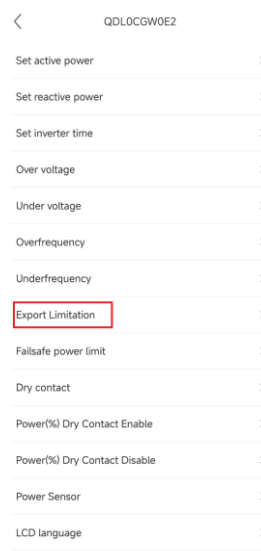 QDL0CGW0E2
Set active power
Set reactive power
Set inverter time
Over voltage
Under voltage
Overfrequency
Underfrequency
Export Limitation
Failsafe power limit
Dry contact
Power(%) Dry Contact Enable
Power(%) Dry Contact Disable
Power Sensor
LCD language